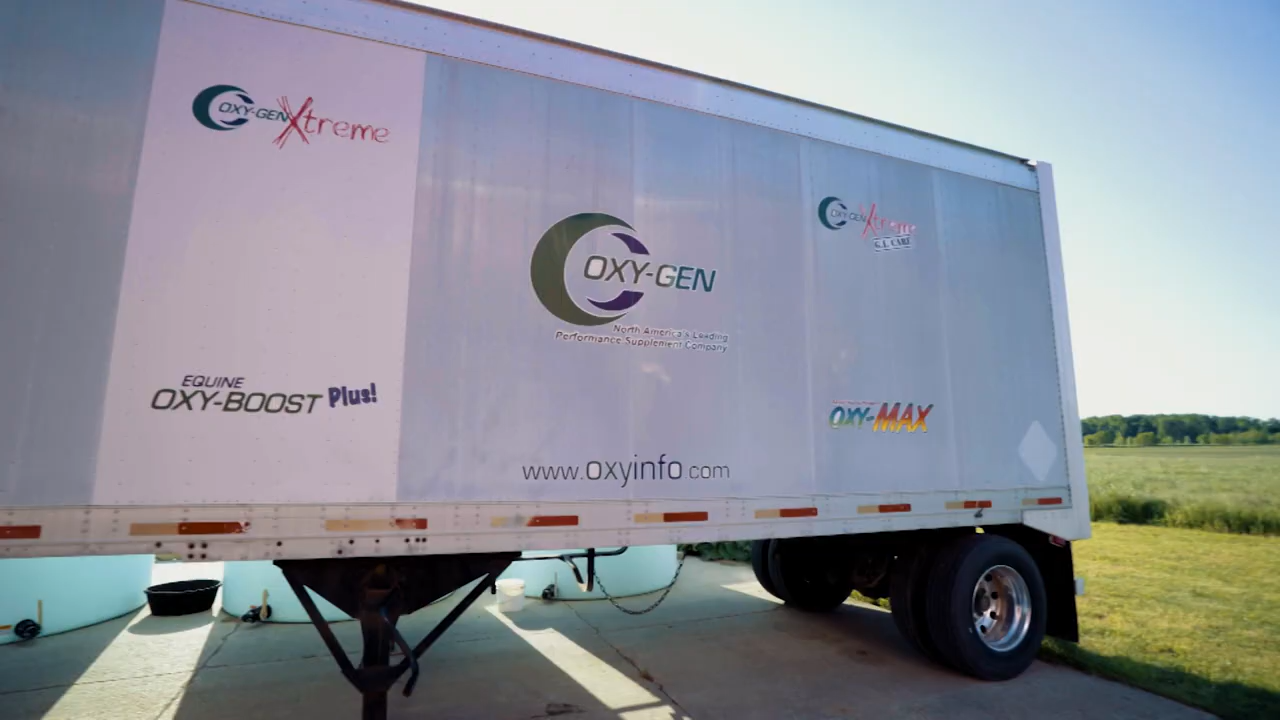 OXY-GEN Xtreme
OXY-GEN
North America's Leading
Performance Supplement Company
OXY-GEN Xtreme
G.I. CARE
EQUINE
OXY-BOOST Plus!
OXY-MAX
www.oxyinfo.com